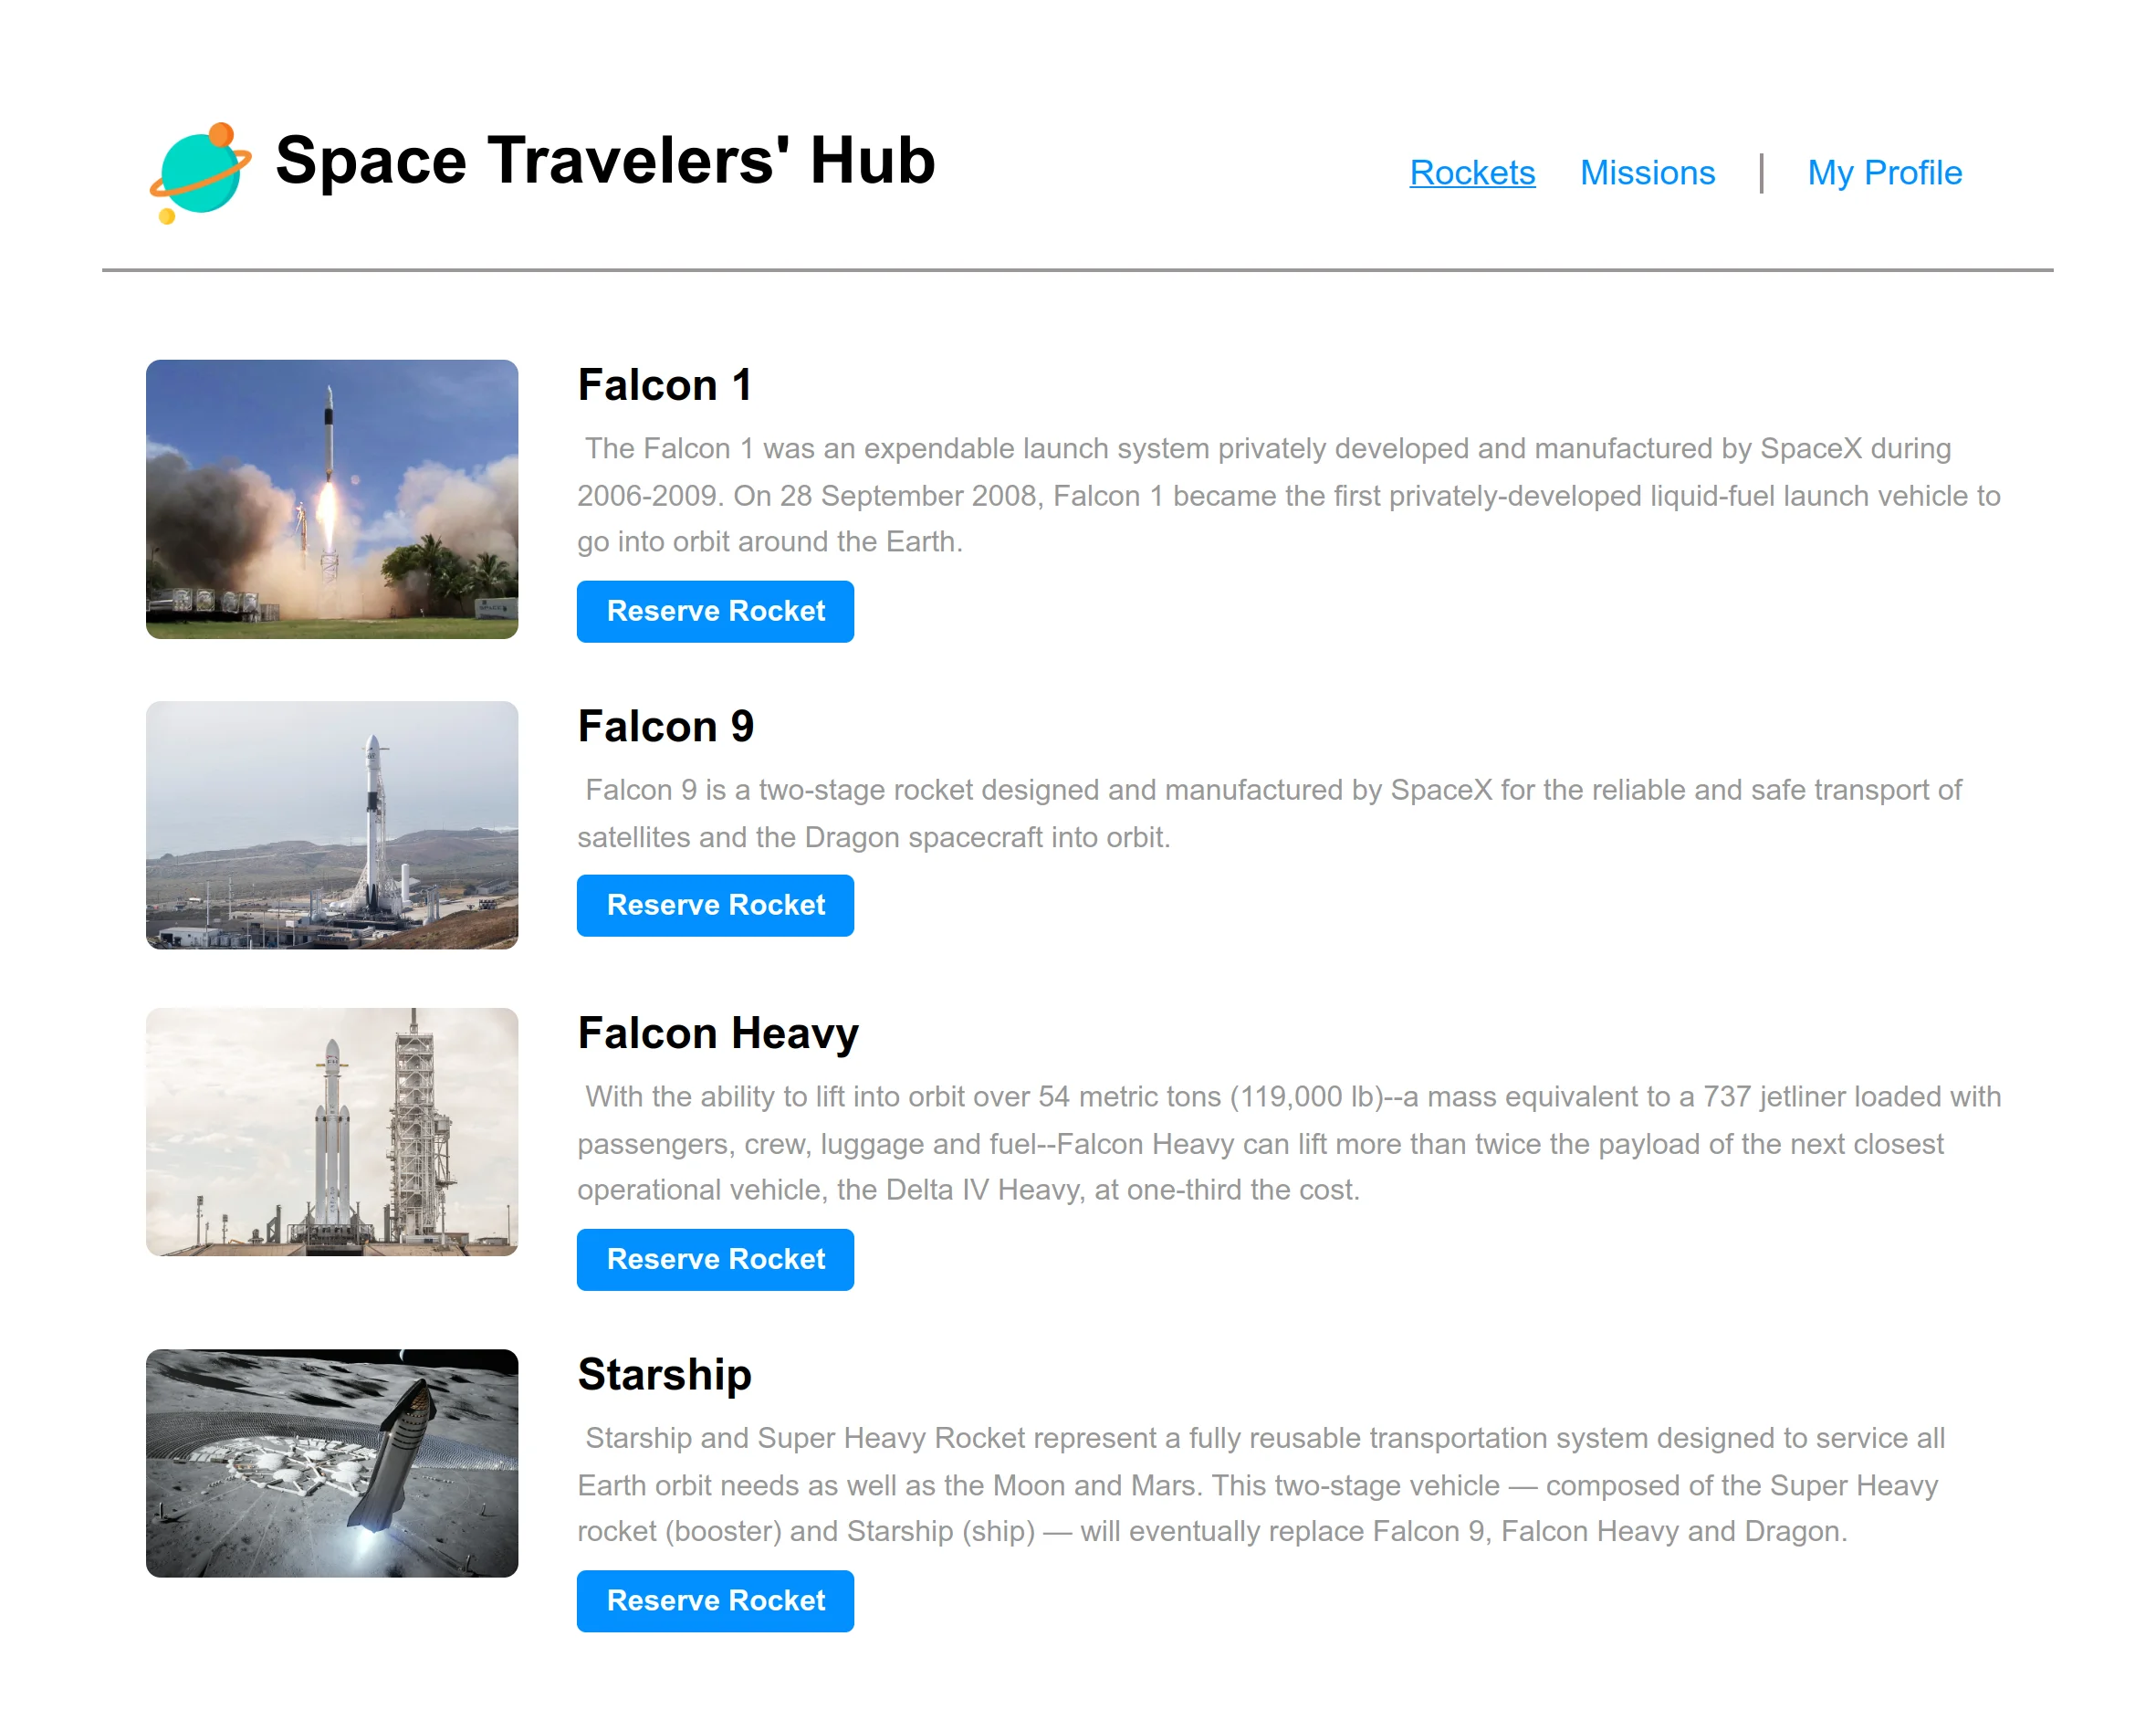 Space Travelers' Hub
Rockets Missions | My Profile
Falcon 1
The Falcon 1 was an expendable launch system privately developed and manufactured by SpaceX during
2006-2009. On 28 September 2008, Falcon 1 became the first privately-developed liquid-fuel launch vehicle to
go into orbit around the Earth.
Reserve Rocket
Falcon 9
Falcon 9 is a two-stage rocket designed and manufactured by SpaceX for the reliable and safe transport of
satellites and the Dragon spacecraft into orbit.
Reserve Rocket
Falcon Heavy
With the ability to lift into orbit over 54 metric tons (119,000 lb)--a mass equivalent to a 737 jetliner loaded with
passengers, crew, luggage and fuel--Falcon Heavy can lift more than twice the payload of the next closest
operational vehicle, the Delta IV Heavy, at one-third the cost.
Reserve Rocket
Starship
Starship and Super Heavy Rocket represent a fully reusable transportation system designed to service all
Earth orbit needs as well as the Moon and Mars. This two-stage vehicle — composed of the Super Heavy
rocket (booster) and Starship (ship) — will eventually replace Falcon 9, Falcon Heavy and Dragon.
Reserve Rocket